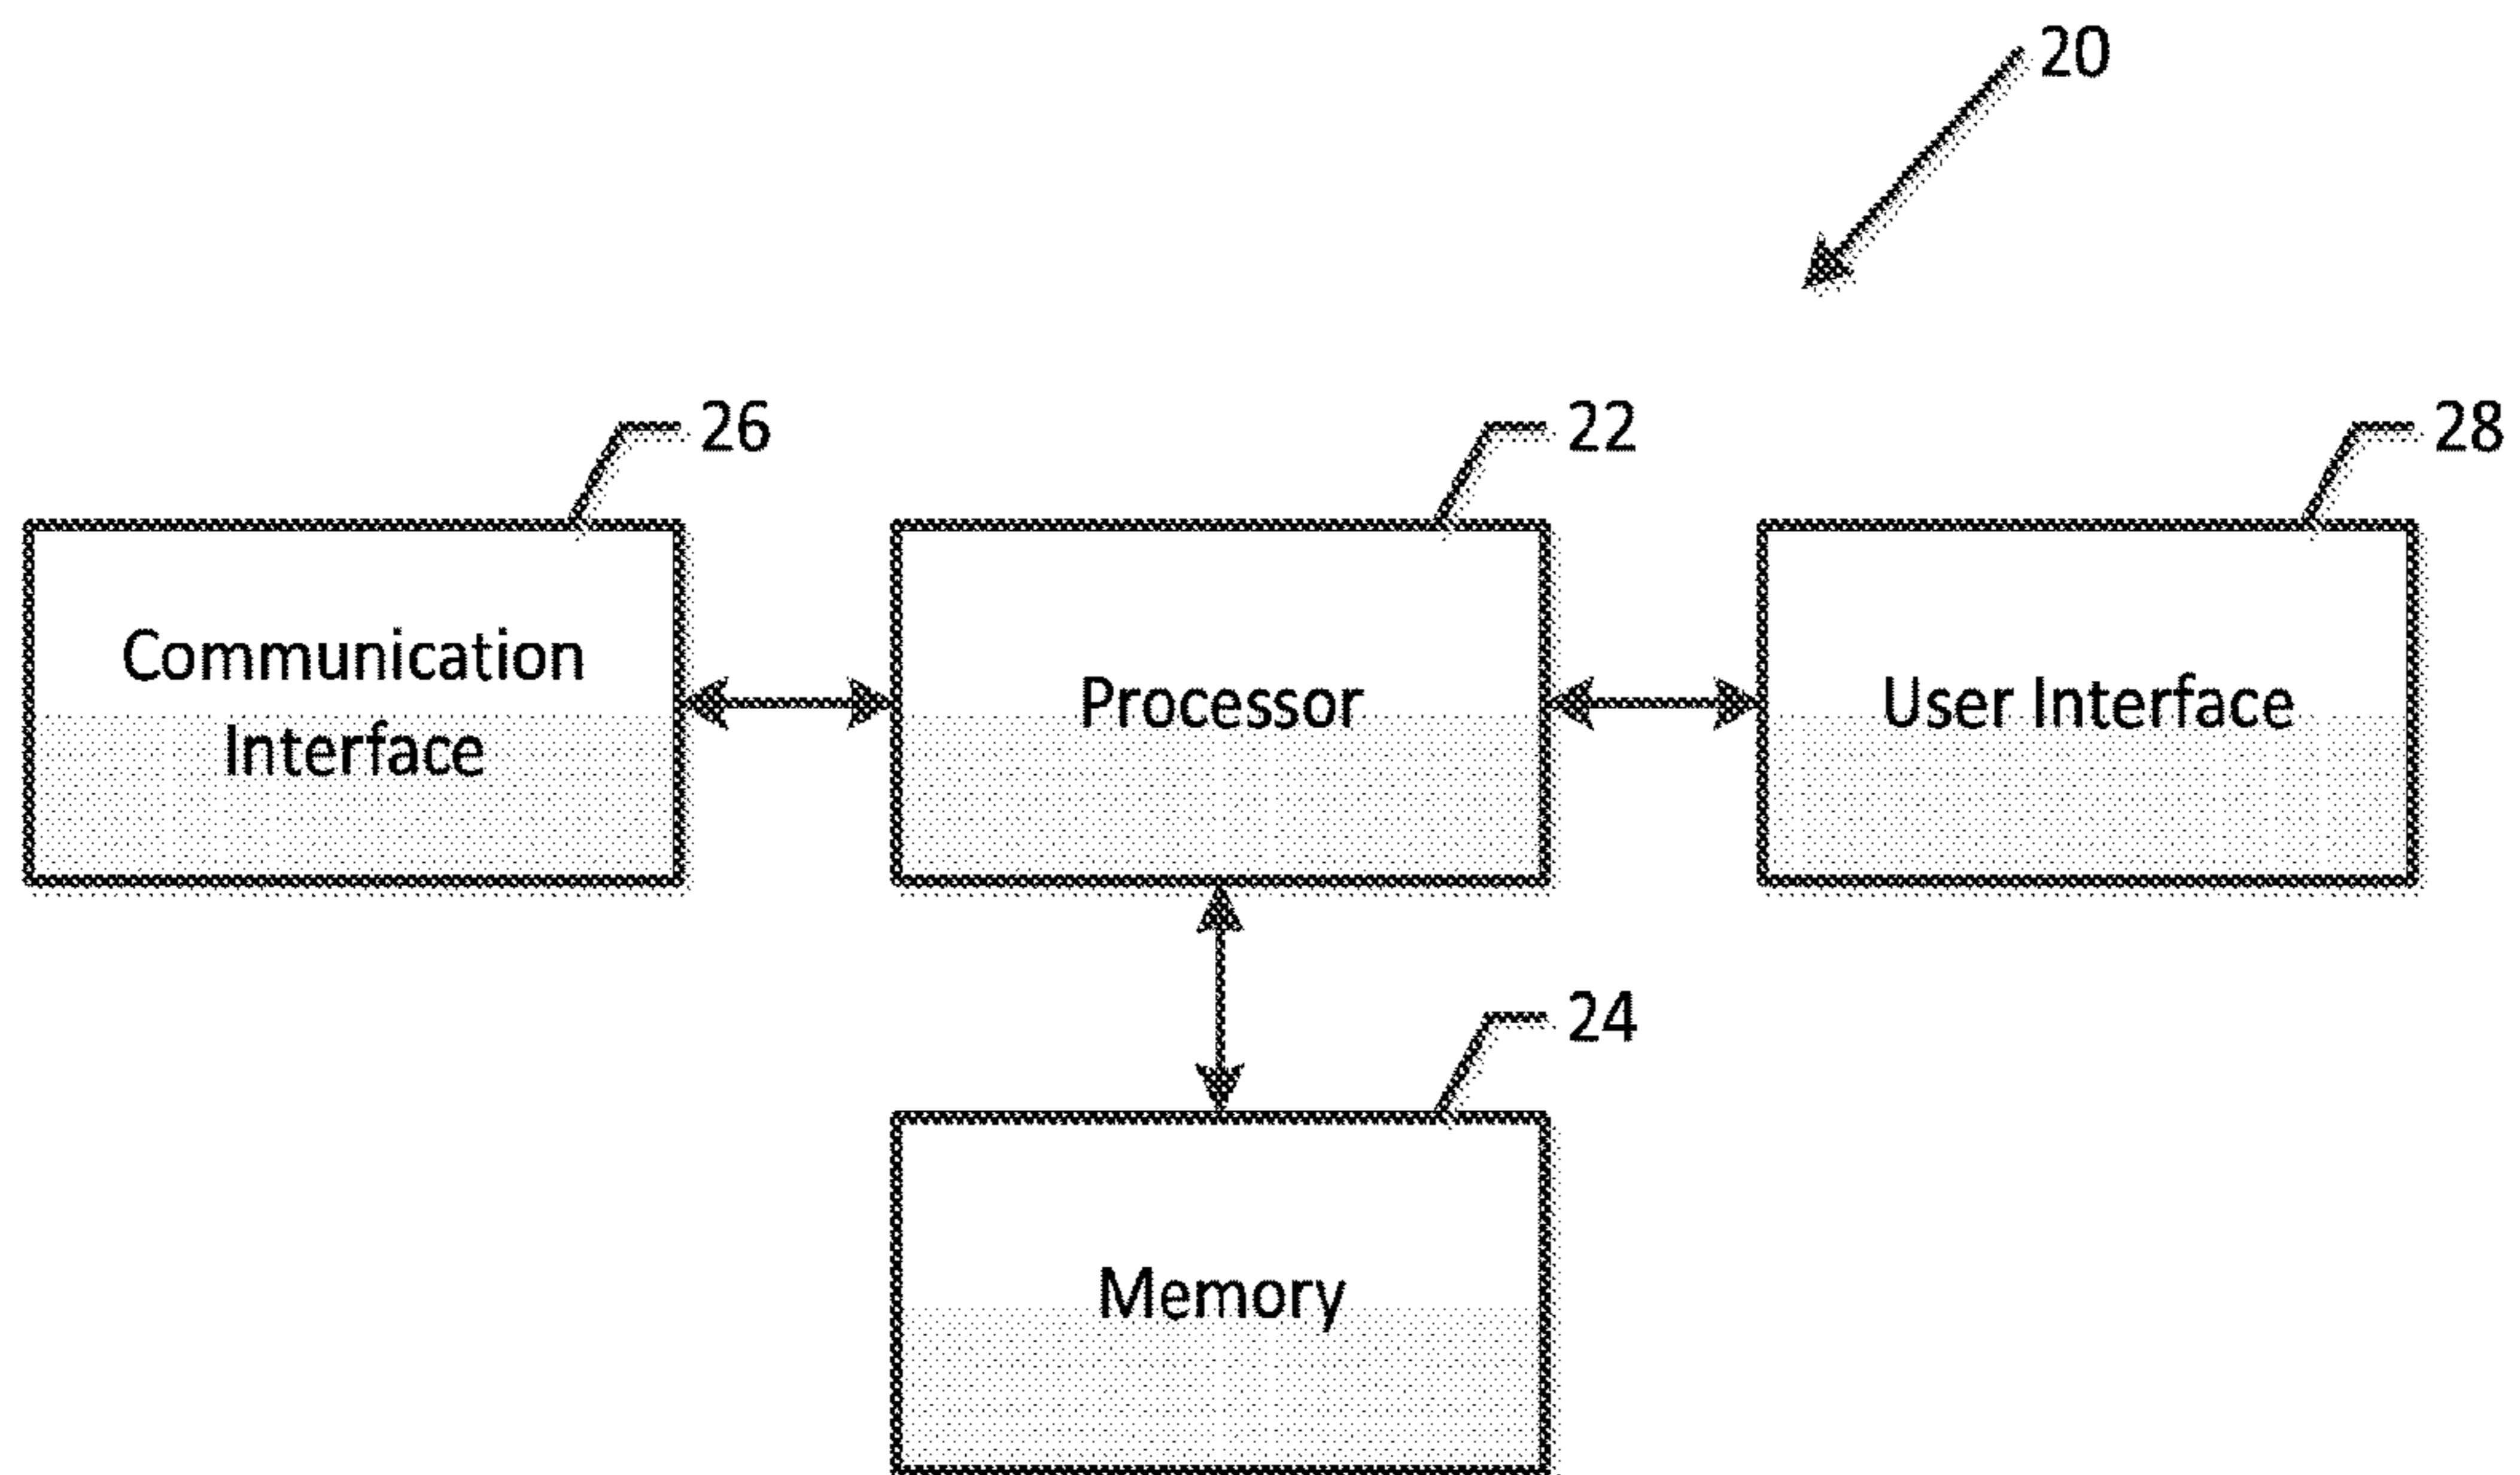 20
26
22
28
Communication
Interface
Processor
User Interface
24
Memory